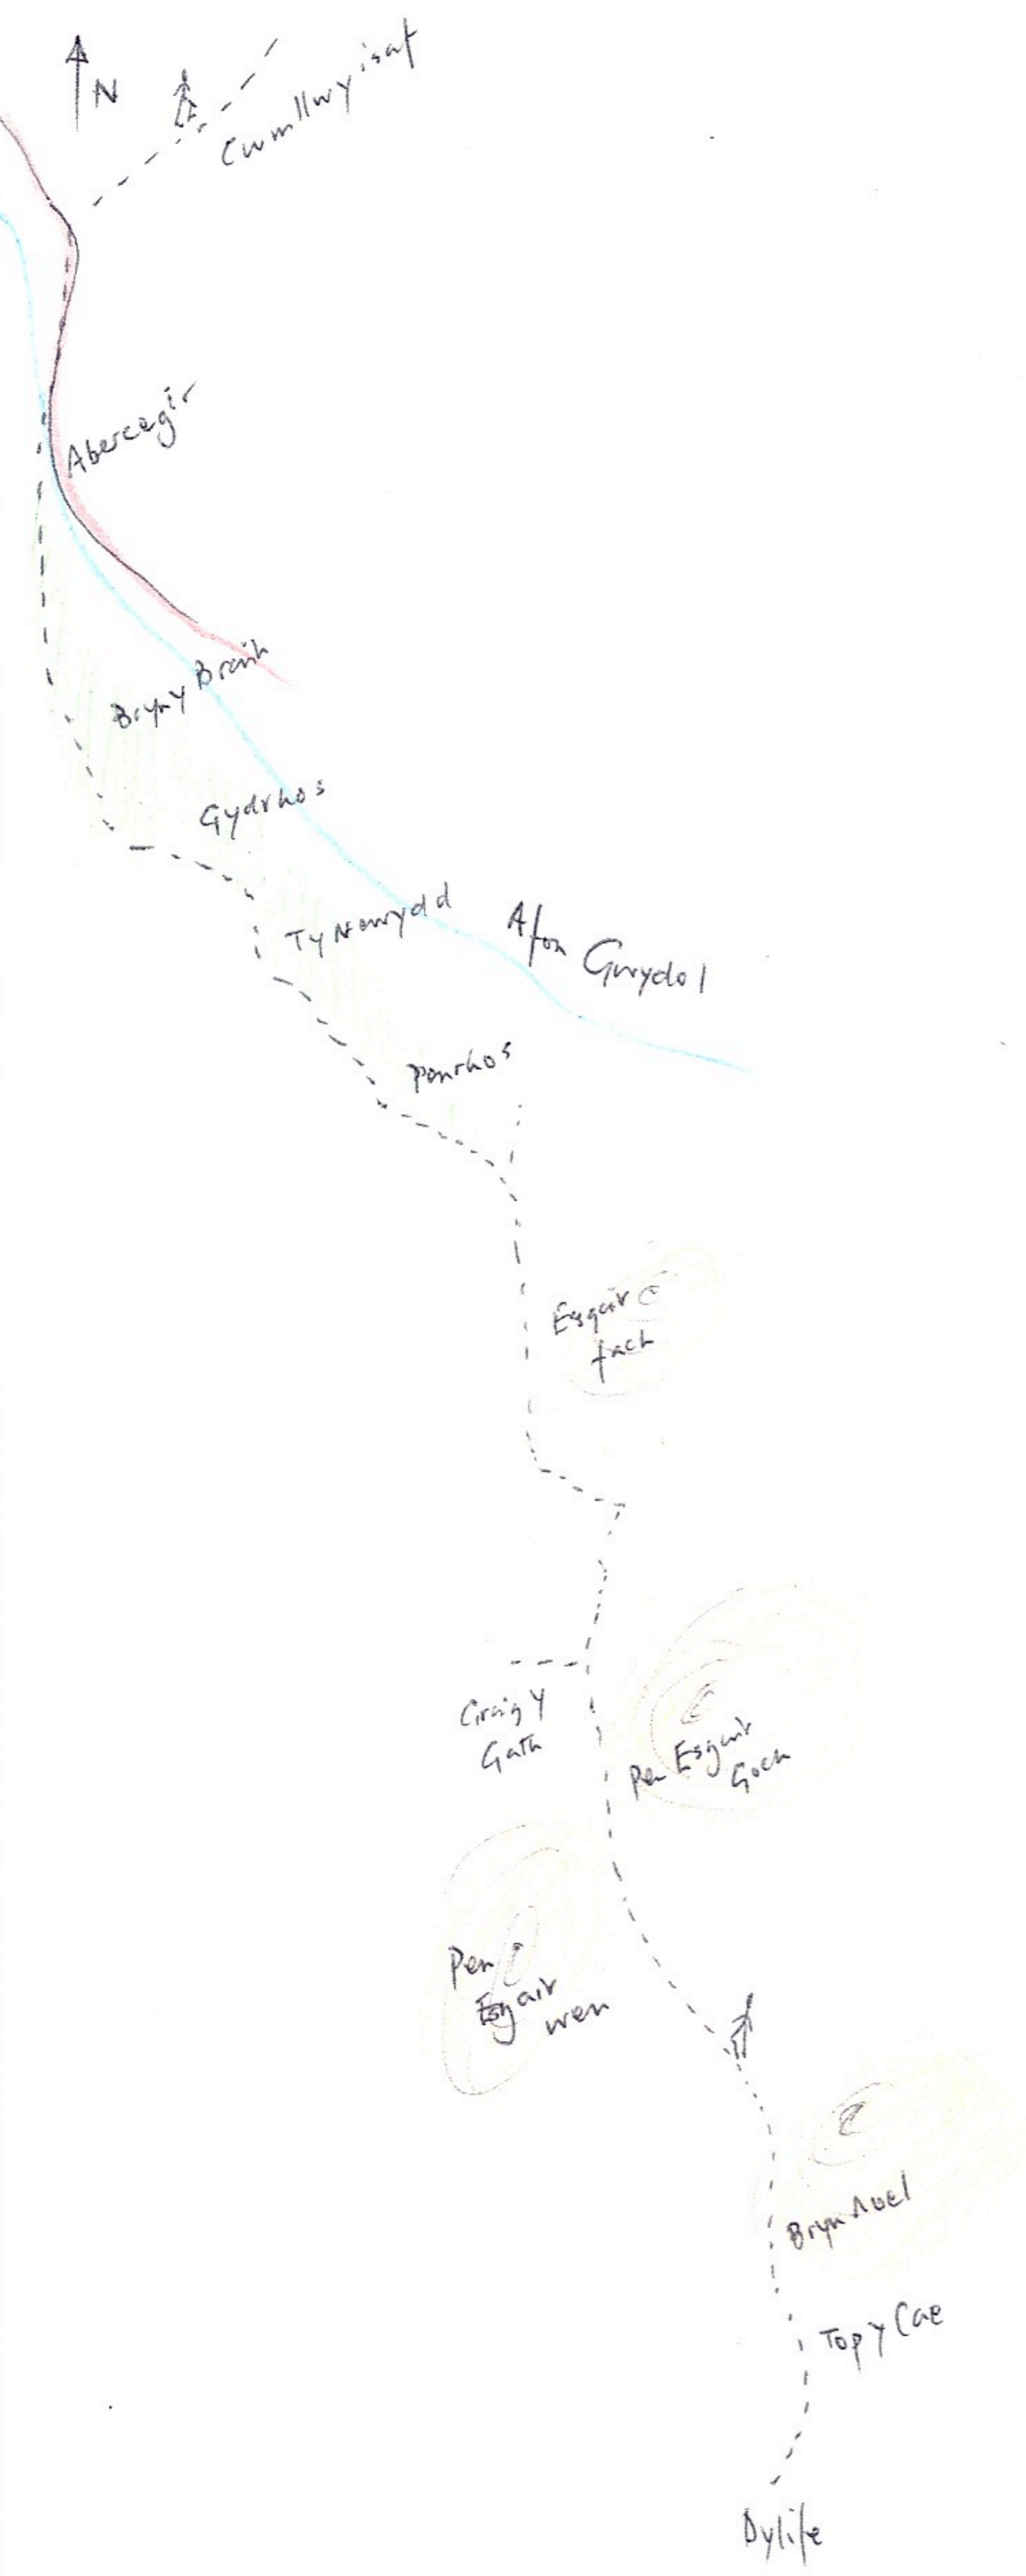 N
Cwmllwyisaf
Abercegir
Bryn y Brain
Gydrhos
Ty Newydd
Afon
Gwydol
Penrhos
Esgair
fach
Craig Y
Gath
Pen Esgair
Goch
Pen
Esgair
wen
Bryn Moel
Top Y Cae
Dylife